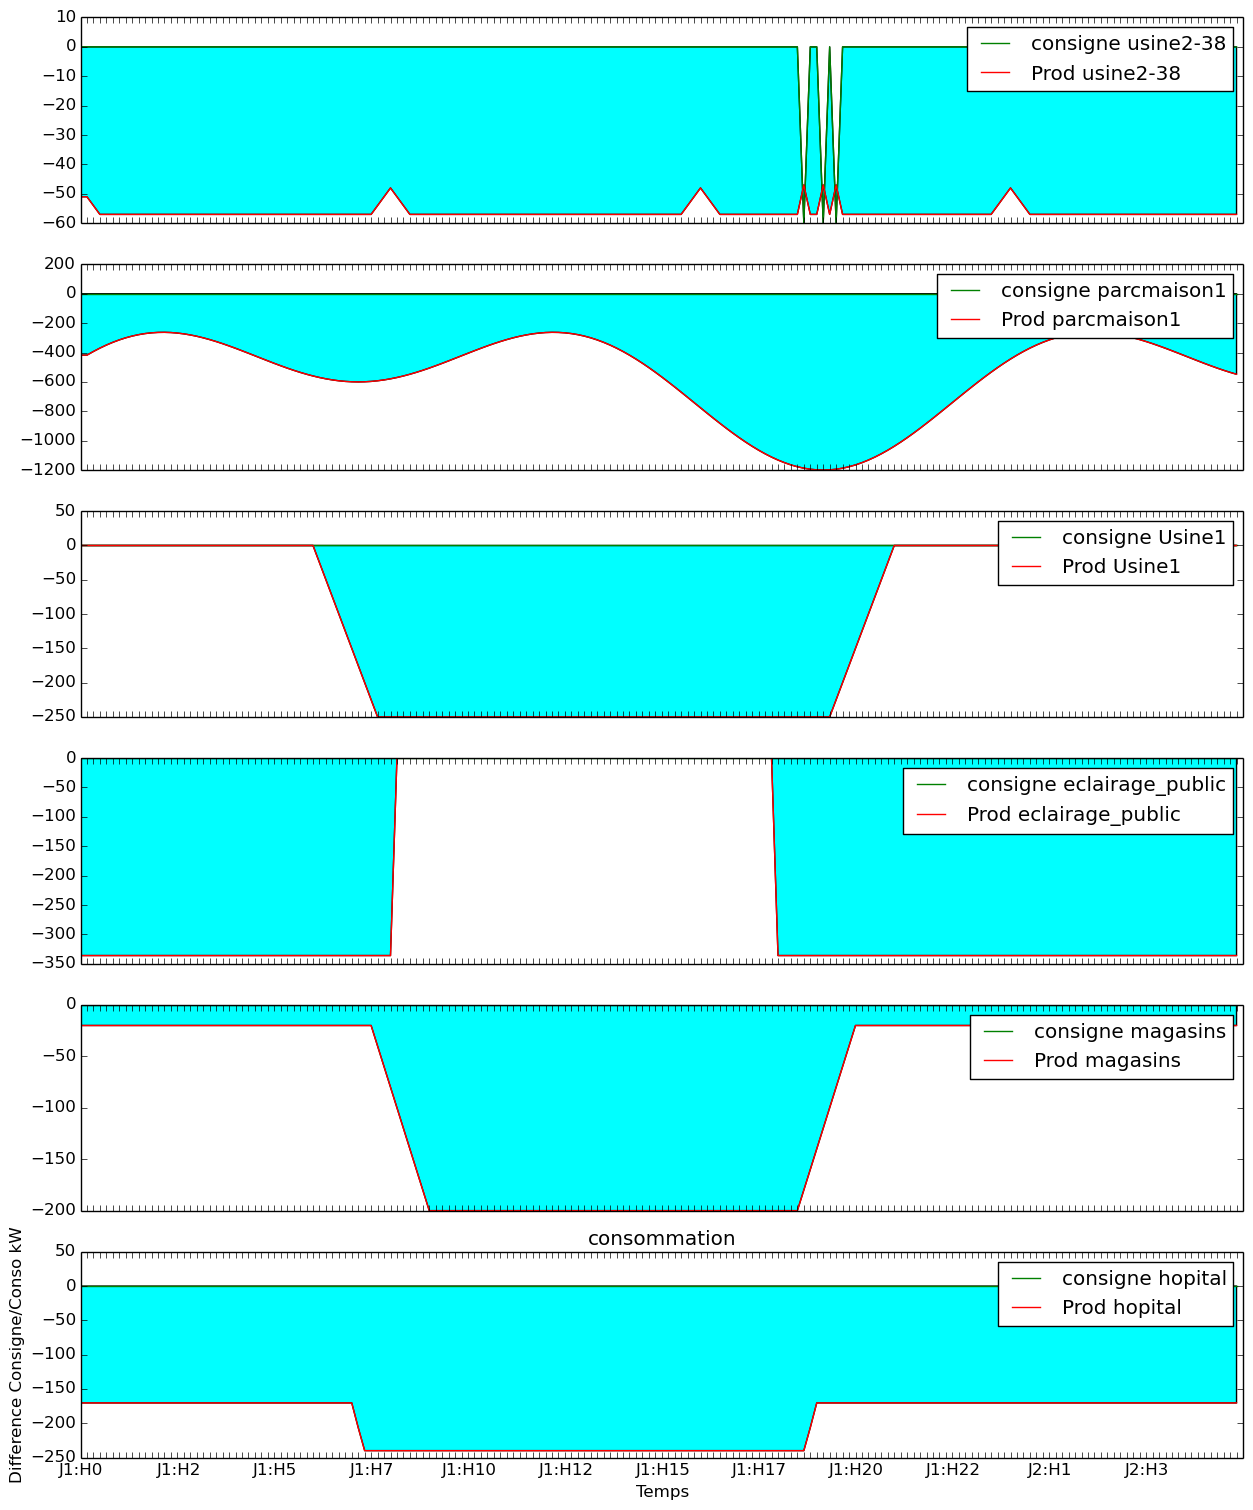 10
0
−10
−20
−30
−40
−50
−60
consigne usine2-38
Prod usine2-38
200
0
−200
−400
−600
−800
−1000
−1200
consigne parcmaison1
Prod parcmaison1
50
0
−50
−100
−150
−200
−250
consigne Usine1
Prod Usine1
0
−50
−100
−150
−200
−250
−300
−350
consigne eclairage_public
Prod eclairage_public
0
−50
−100
−150
−200
consigne magasins
Prod magasins
consommation
Difference Consigne/Conso kW
50
0
−50
−100
−150
−200
−250
consigne hopital
Prod hopital
J1:H0 J1:H2 J1:H5 J1:H7 J1:H10 J1:H12 J1:H15 J1:H17 J1:H20 J1:H22 J2:H1 J2:H3
Temps